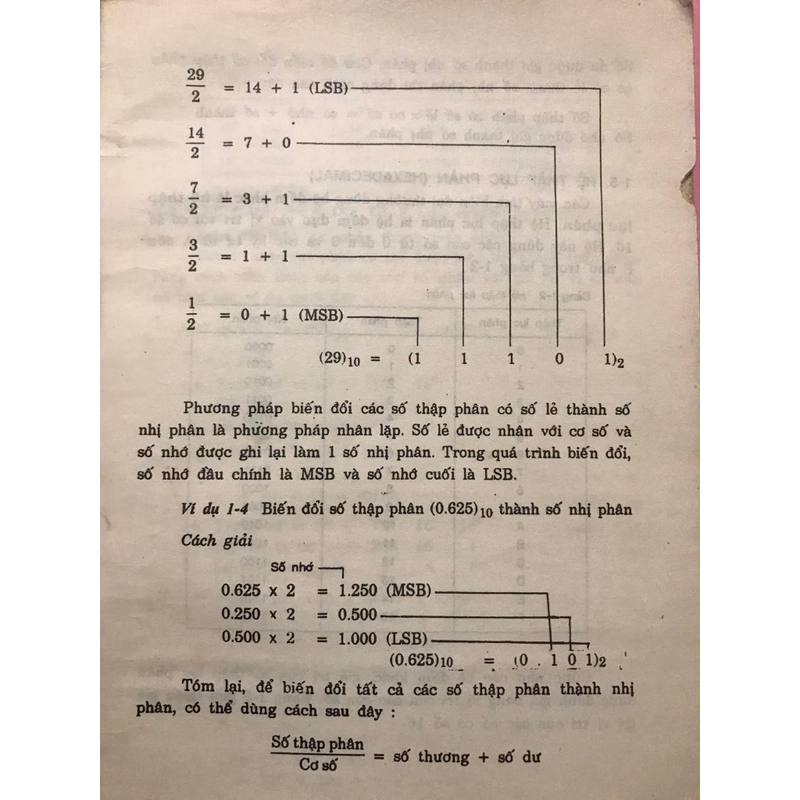 29/2 = 14 + 1 (LSB)
14/2 = 7 + 0
7/2 = 3 + 1
3/2 = 1 + 1
1/2 = 0 + 1 (MSB)
(29)₁₀ = (1 1 1 0 1)₂
Phương pháp biến đổi các số thập phân có số lẻ thành số
nhị phân là phương pháp nhân lặp. Số lẻ được nhân với cơ số và
số nhớ được ghi lại làm 1 số nhị phân. Trong quá trình biến đổi,
số nhớ đầu chính là MSB và số nhớ cuối là LSB.
Ví dụ 1-4 Biến đổi số thập phân (0.625)₁₀ thành số nhị phân
Cách giải
Số nhớ
0.625 x 2 = 1.250 (MSB)
0.250 x 2 = 0.500
0.500 x 2 = 1.000 (LSB)
(0.625)₁₀ = (0 . 1 0 1)₂
Tóm lại, để biến đổi tất cả các số thập phân thành nhị
phân, có thể dùng cách sau đây :
Số thập phân/Cơ số = số thương + số dư